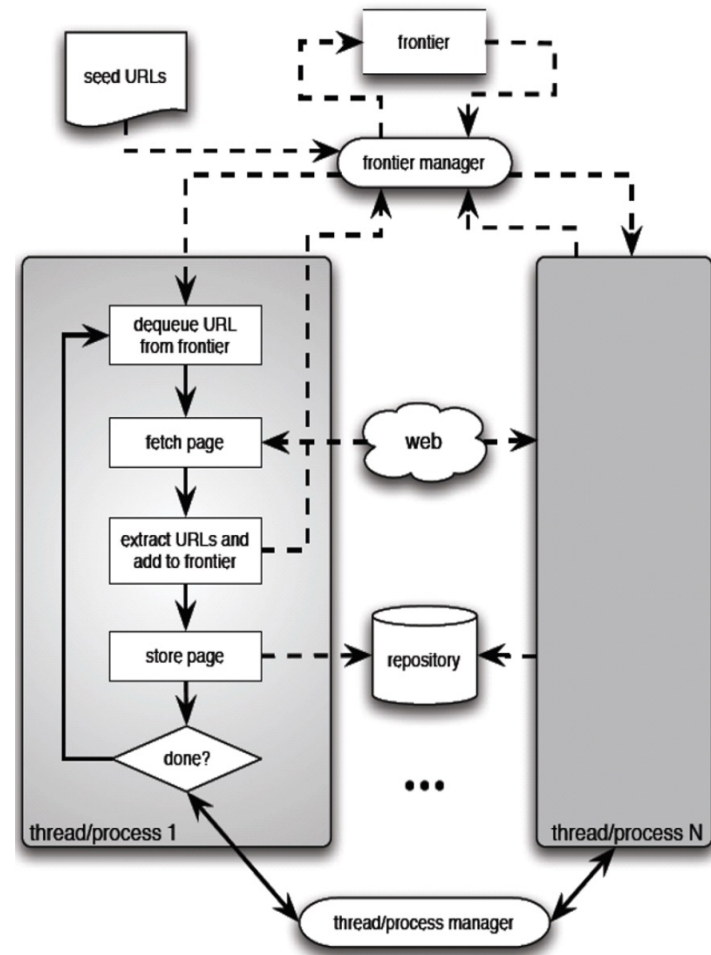 frontier
seed URLs
frontier manager
dequeue URL
from frontier
fetch page
web
extract URLs and
add to frontier
store page
repository
done?
...
thread/process 1
thread/process N
thread/process manager